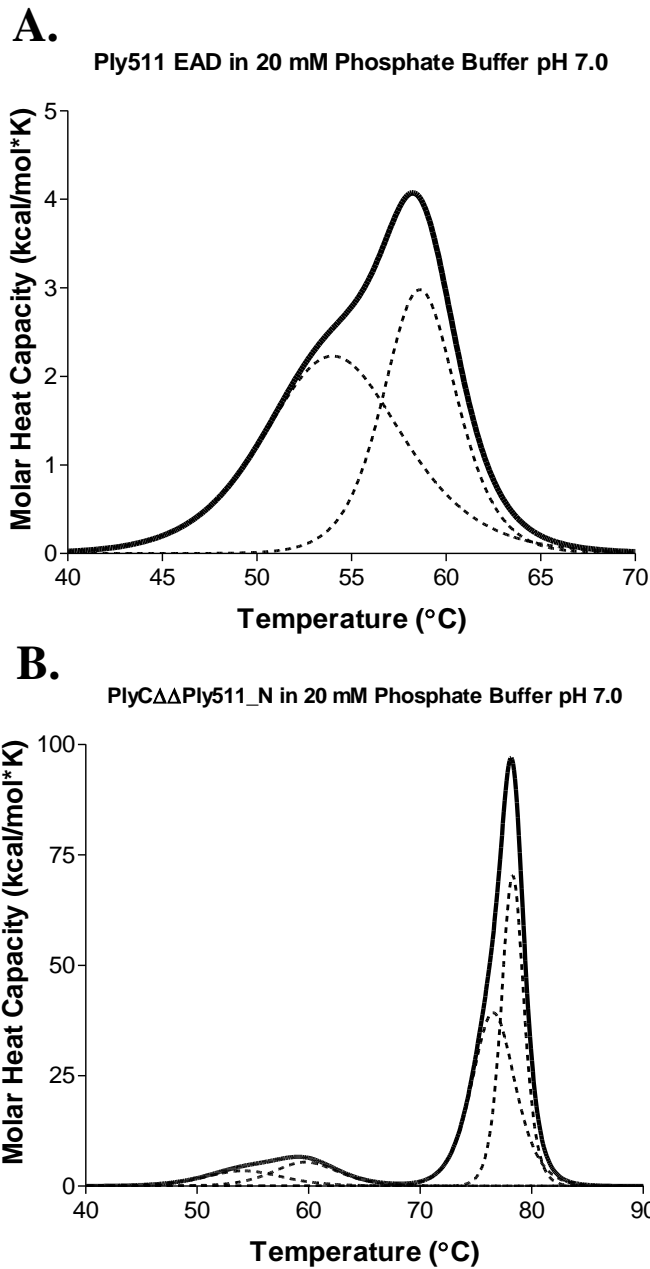 A.
Ply511 EAD in 20 mM Phosphate Buffer pH 7.0
Molar Heat Capacity (kcal/mol*K)
5
4
3
2
1
0
40 45 50 55 60 65 70
Temperature (°C)
B.
PlyCΔΔPly511_N in 20 mM Phosphate Buffer pH 7.0
Molar Heat Capacity (kcal/mol*K)
100
75
50
25
0
40 50 60 70 80 90
Temperature (°C)